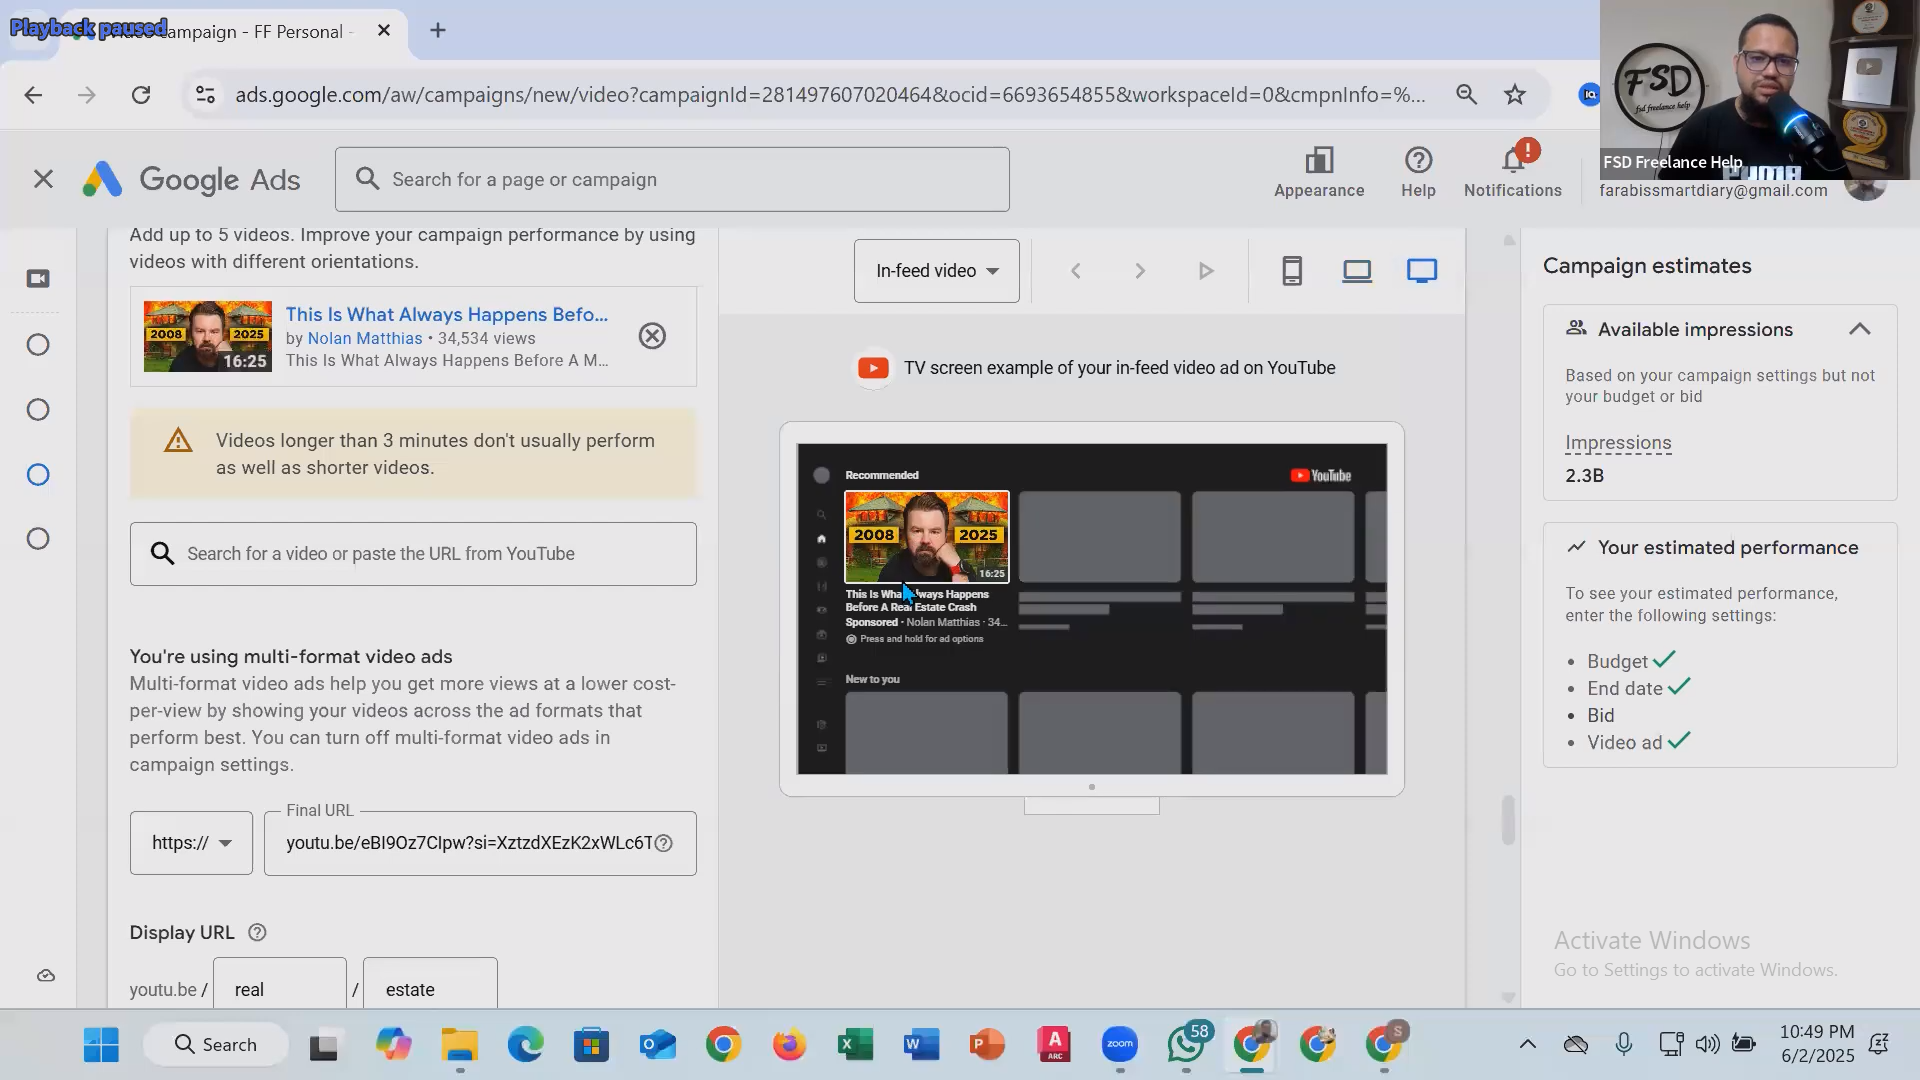 Playback paused
campaign - FF Personal -
ads.google.com/aw/campaigns/new/video?campaignId=281497607020464&ocid=6693654855&workspaceId=0&cmpnInfo=%...
FSD
fsd freelance help
FSD Freelance Help
Google Ads
Search for a page or campaign
Appearance
Help
Notifications
farabissmartdiary@gmail.com
Add up to 5 videos. Improve your campaign performance by using
videos with different orientations.
2008
2025
16:25
This Is What Always Happens Befo...
by Nolan Matthias • 34,534 views
This Is What Always Happens Before A M...
Videos longer than 3 minutes don't usually perform
as well as shorter videos.
Search for a video or paste the URL from YouTube
You're using multi-format video ads
Multi-format video ads help you get more views at a lower cost-
per-view by showing your videos across the ad formats that
perform best. You can turn off multi-format video ads in
campaign settings.
https://
Final URL
youtu.be/eBI9Oz7CIpw?si=XztzdXEzK2xWLc6T
Display URL
youtu.be / real / estate
In-feed video
TV screen example of your in-feed video ad on YouTube
Recommended
YouTube
2008
2025
16:25
This Is What Always Happens
Before A Real Estate Crash
Sponsored · Nolan Matthias · 34...
Press and hold for ad options
New to you
Campaign estimates
Available impressions
Based on your campaign settings but not
your budget or bid
Impressions
2.3B
Your estimated performance
To see your estimated performance,
enter the following settings:
• Budget
• End date
• Bid
• Video ad
Activate Windows
Go to Settings to activate Windows.
Search
zoom
58
S
10:49 PM
6/2/2025